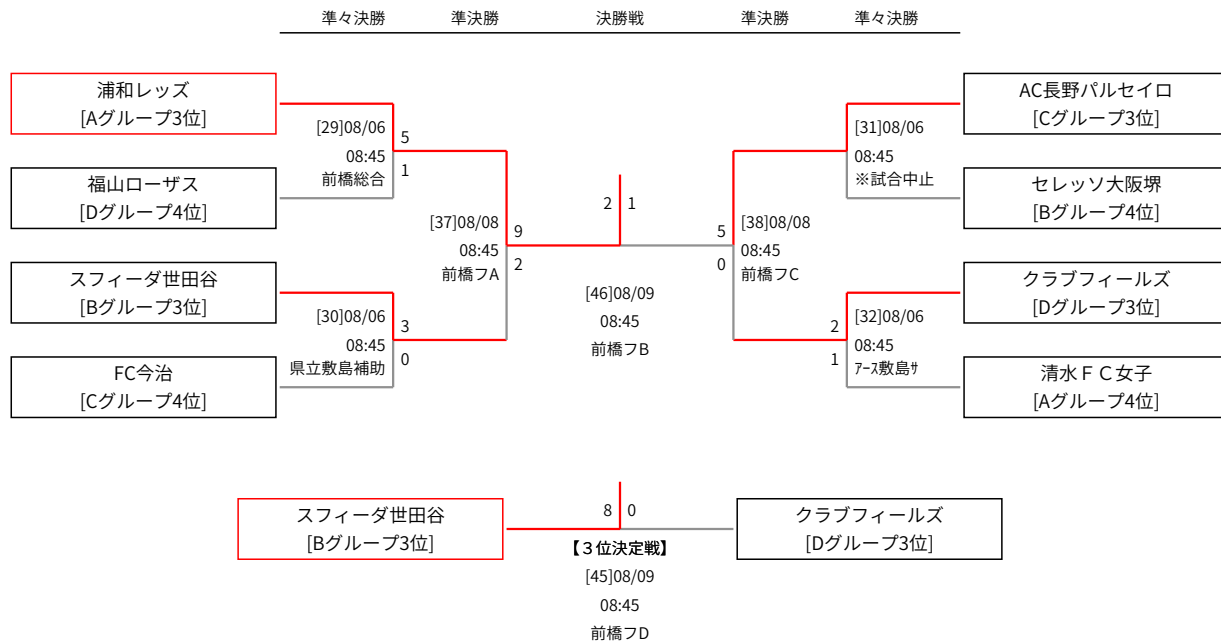 準々決勝 準決勝 決勝戦 準決勝 準々決勝
浦和レッズ
[Aグループ3位]
福山ローザス
[Dグループ4位]
スフィーダ世田谷
[Bグループ3位]
FC今治
[Cグループ4位]
[29]08/06
08:45
前橋総合
5
1
[30]08/06
08:45
県立敷島補助
3
0
[37]08/08
08:45
前橋フA
9
2
2 1
[46]08/09
08:45
前橋フB
5
0
[38]08/08
08:45
前橋フC
[31]08/06
08:45
※試合中止
2
1
[32]08/06
08:45
アース敷島サ
AC長野パルセイロ
[Cグループ3位]
セレッソ大阪堺
[Bグループ4位]
クラブフィールズ
[Dグループ3位]
清水ＦＣ女子
[Aグループ4位]
スフィーダ世田谷
[Bグループ3位]
8 0
クラブフィールズ
[Dグループ3位]
【３位決定戦】
[45]08/09
08:45
前橋フD